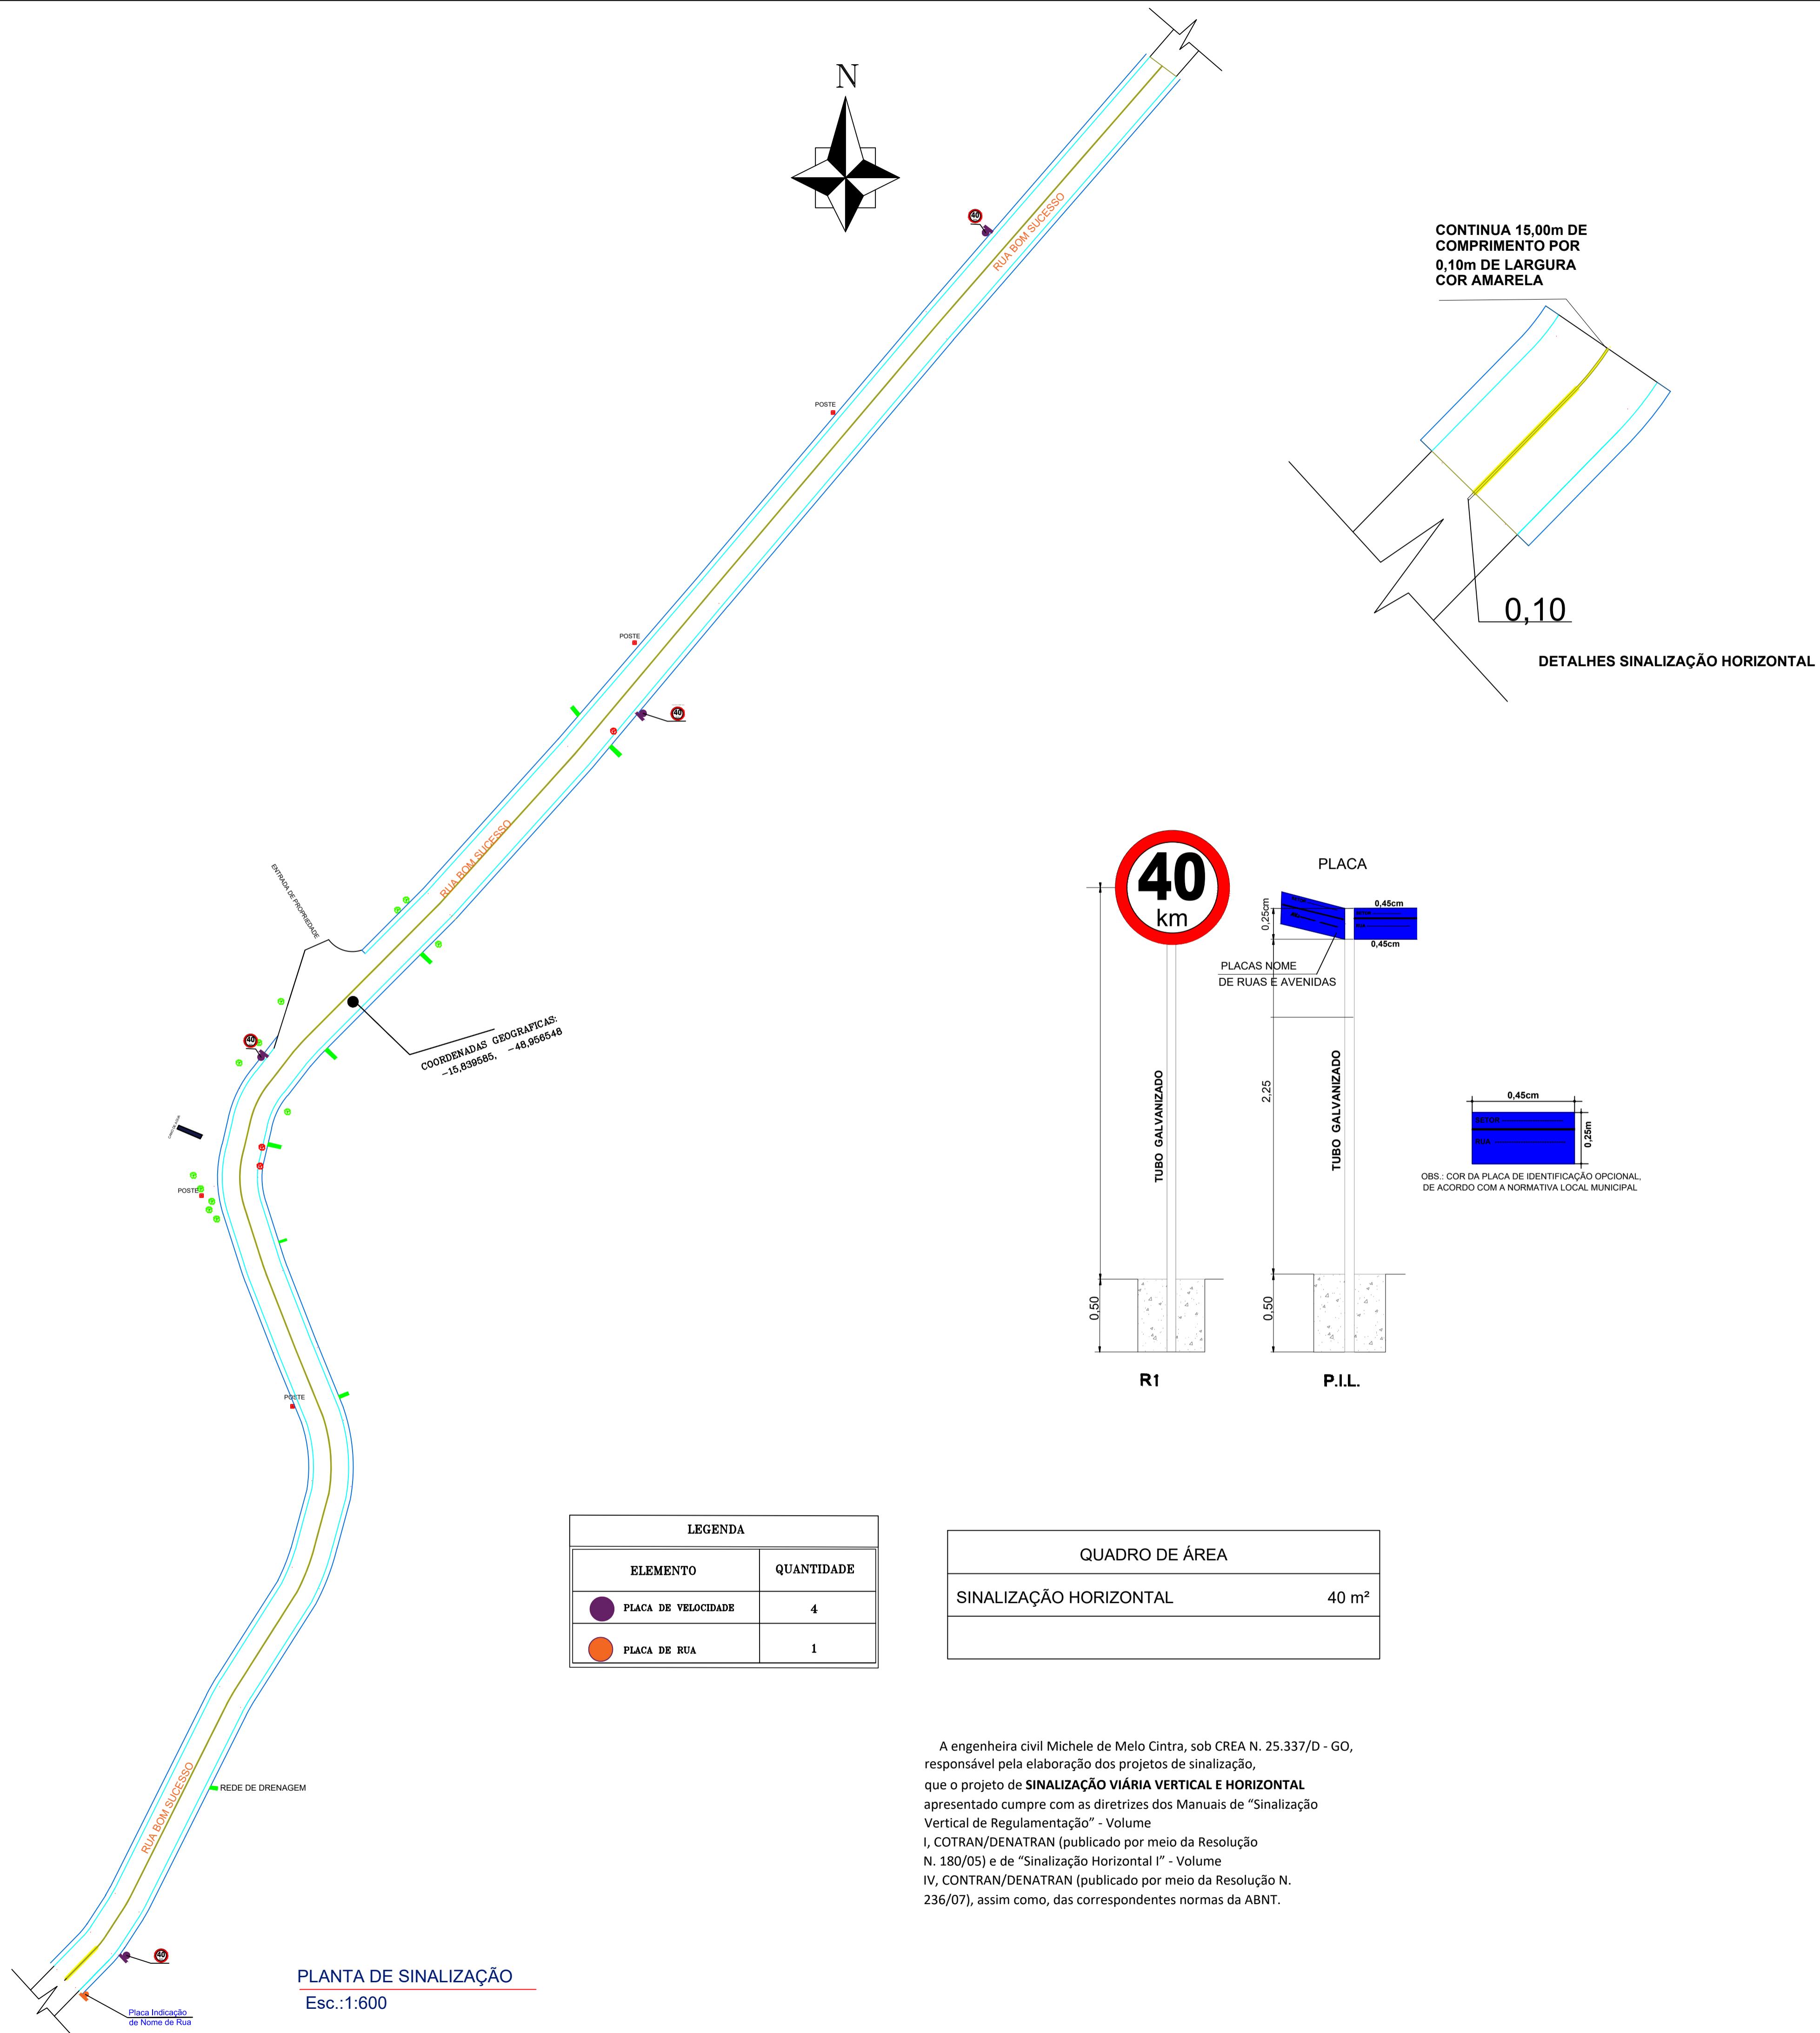 N
40
RUA BOM SUCESSO
CONTINUA 15,00m DE
COMPRIMENTO POR
0,10m DE LARGURA
COR AMARELA
POSTE
0,10
DETALHES SINALIZAÇÃO HORIZONTAL
POSTE
40
RUA BOM SUCESSO
ENTRADA DE PROPRIEDADE
40
COORDENADAS GEOGRAFICAS:
-15,839585, -48,956548
POSTE
POSTE
40
km
PLACA
0,45cm
0,25cm
0,45cm
PLACAS NOME
DE RUAS E AVENIDAS
TUBO GALVANIZADO
2,25
TUBO GALVANIZADO
0,45cm
SETOR
RUA
0,25m
OBS.: COR DA PLACA DE IDENTIFICAÇÃO OPCIONAL,
DE ACORDO COM A NORMATIVA LOCAL MUNICIPAL
0,50
0,50
R1
P.I.L.
LEGENDA
ELEMENTO QUANTIDADE
PLACA DE VELOCIDADE 4
PLACA DE RUA 1
QUADRO DE ÁREA
SINALIZAÇÃO HORIZONTAL 40 m²
A engenheira civil Michele de Melo Cintra, sob CREA N. 25.337/D - GO,
responsável pela elaboração dos projetos de sinalização,
que o projeto de SINALIZAÇÃO VIÁRIA VERTICAL E HORIZONTAL
apresentado cumpre com as diretrizes dos Manuais de “Sinalização
Vertical de Regulamentação” - Volume
I, COTRAN/DENATRAN (publicado por meio da Resolução
N. 180/05) e de “Sinalização Horizontal I” - Volume
IV, CONTRAN/DENATRAN (publicado por meio da Resolução N.
236/07), assim como, das correspondentes normas da ABNT.
REDE DE DRENAGEM
RUA BOM SUCESSO
40
Placa Indicação
de Nome de Rua
PLANTA DE SINALIZAÇÃO
Esc.:1:600